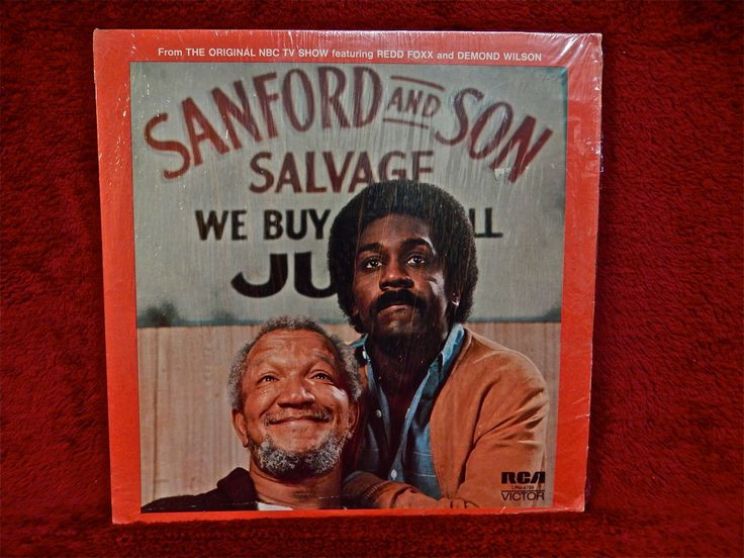 From THE ORIGINAL NBC TV SHOW featuring REDD FOXX and DEMOND WILSON
SANFORD AND SON
SALVAGE
WE BUY LL
JU
RCA
VICTOR